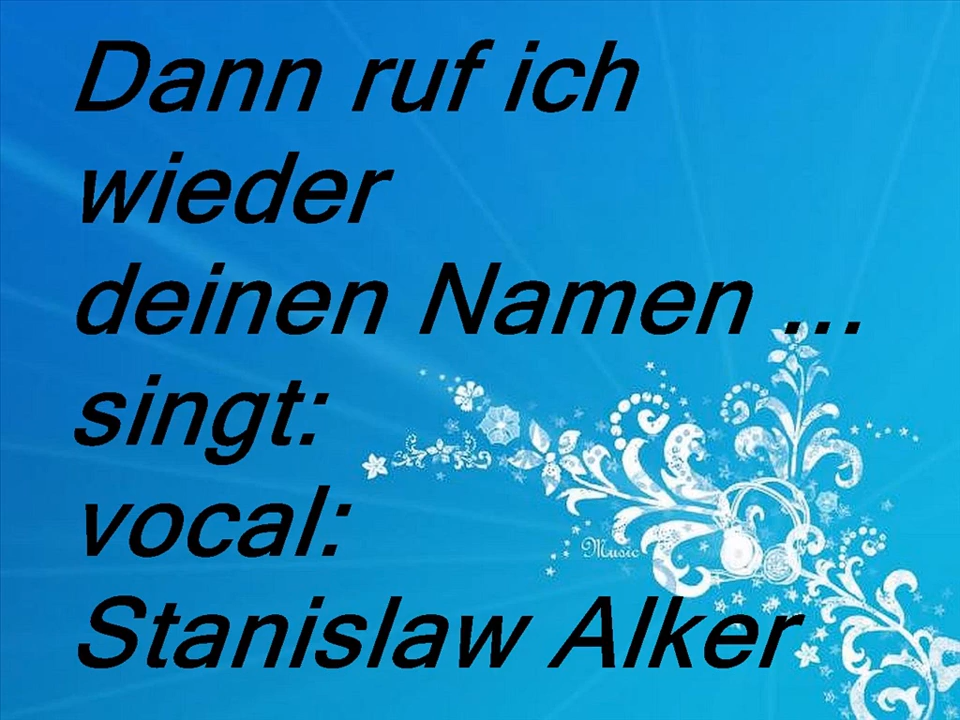 Dann ruf ich
wieder
deinen Namen ...
singt:
vocal:
Music
Stanislaw Alker